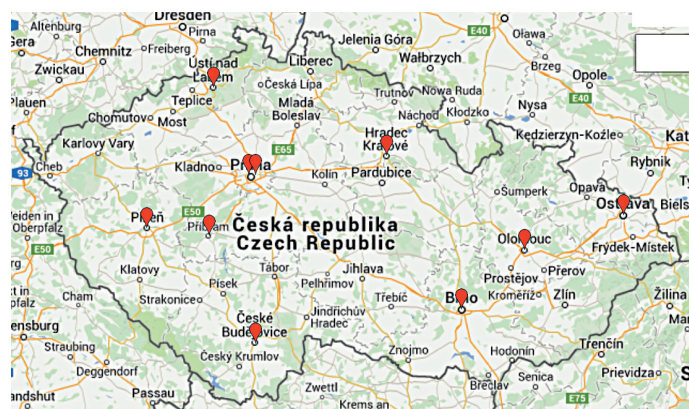 Dresden
Altenburg
Pirna
Gera
Chemnitz
Freiberg
Jelenia Góra
E40
Oława
Zwickau
Ústí nad
Labem
Liberec
Wałbrzych
Brzeg
Opole
Teplice
Česká Lípa
Trutnov
Nowa Ruda
E40
Plauen
Chomutov
Most
Mladá
Boleslav
Náchod
Kłodzko
Nysa
Hradec
Králové
Kędzierzyn-Koźle
Kat
Karlovy Vary
E65
Rybnik
93
Cheb
Kladno
Praha
Kolín
Pardubice
Šumperk
Opava
Ty
Ostrava
Biels
Weiden in
Oberpfalz
Plzeň
E50
Příbram
Česká republika
Czech Republic
Olomouc
Frýdek-Místek
E50
Klatovy
Tábor
Jihlava
Prostějov
Přerov
Písek
Pelhřimov
Cham
Strakonice
Třebíč
Brno
Kroměříž
Zlín
Žilina
České
Budějovice
Jindřichův
Hradec
Mar
ensburg
Straubing
Český Krumlov
Znojmo
Hodonín
Trenčín
Deggendorf
Břeclav
Senica
Prievidza
S
andshut
Passau
Zwettl
Krems an
E75